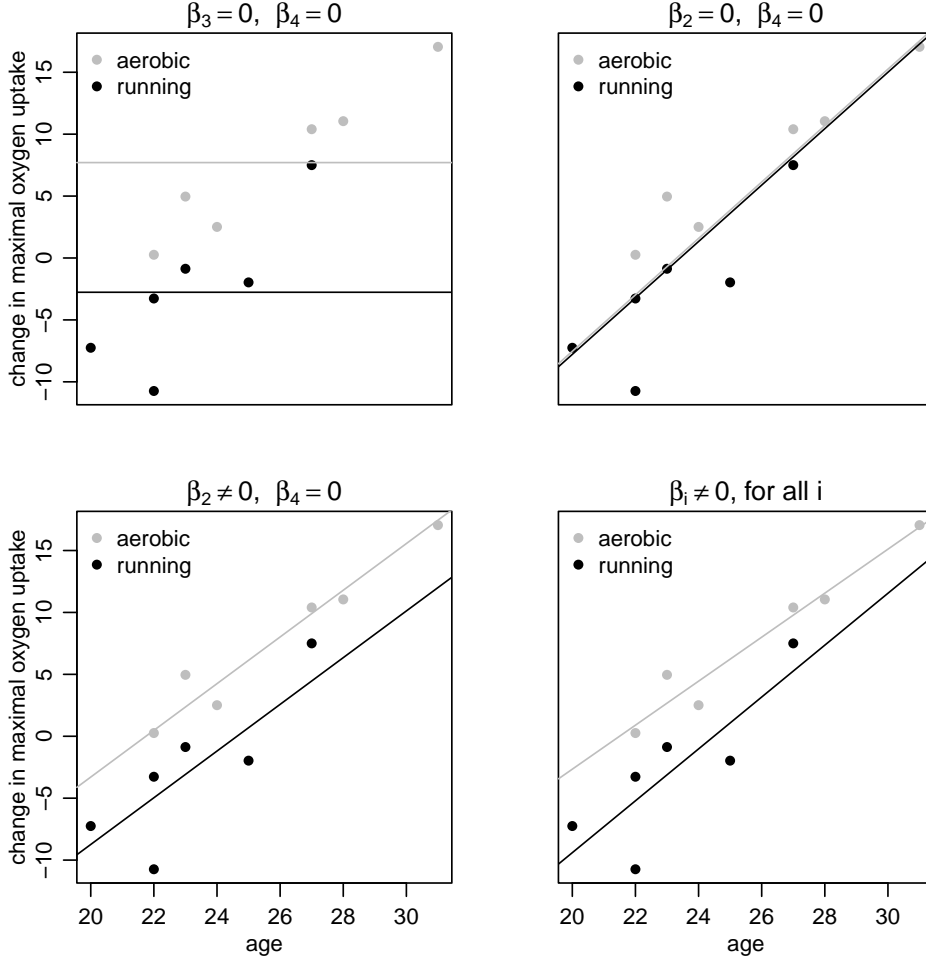 β₃ = 0, β₄ = 0
aerobic
running
change in maximal oxygen uptake
−10 −5 0 5 10 15
β₂ = 0, β₄ = 0
aerobic
running
β₂ ≠ 0, β₄ = 0
aerobic
running
change in maximal oxygen uptake
−10 −5 0 5 10 15
20 22 24 26 28 30
age
βᵢ ≠ 0, for all i
aerobic
running
20 22 24 26 28 30
age